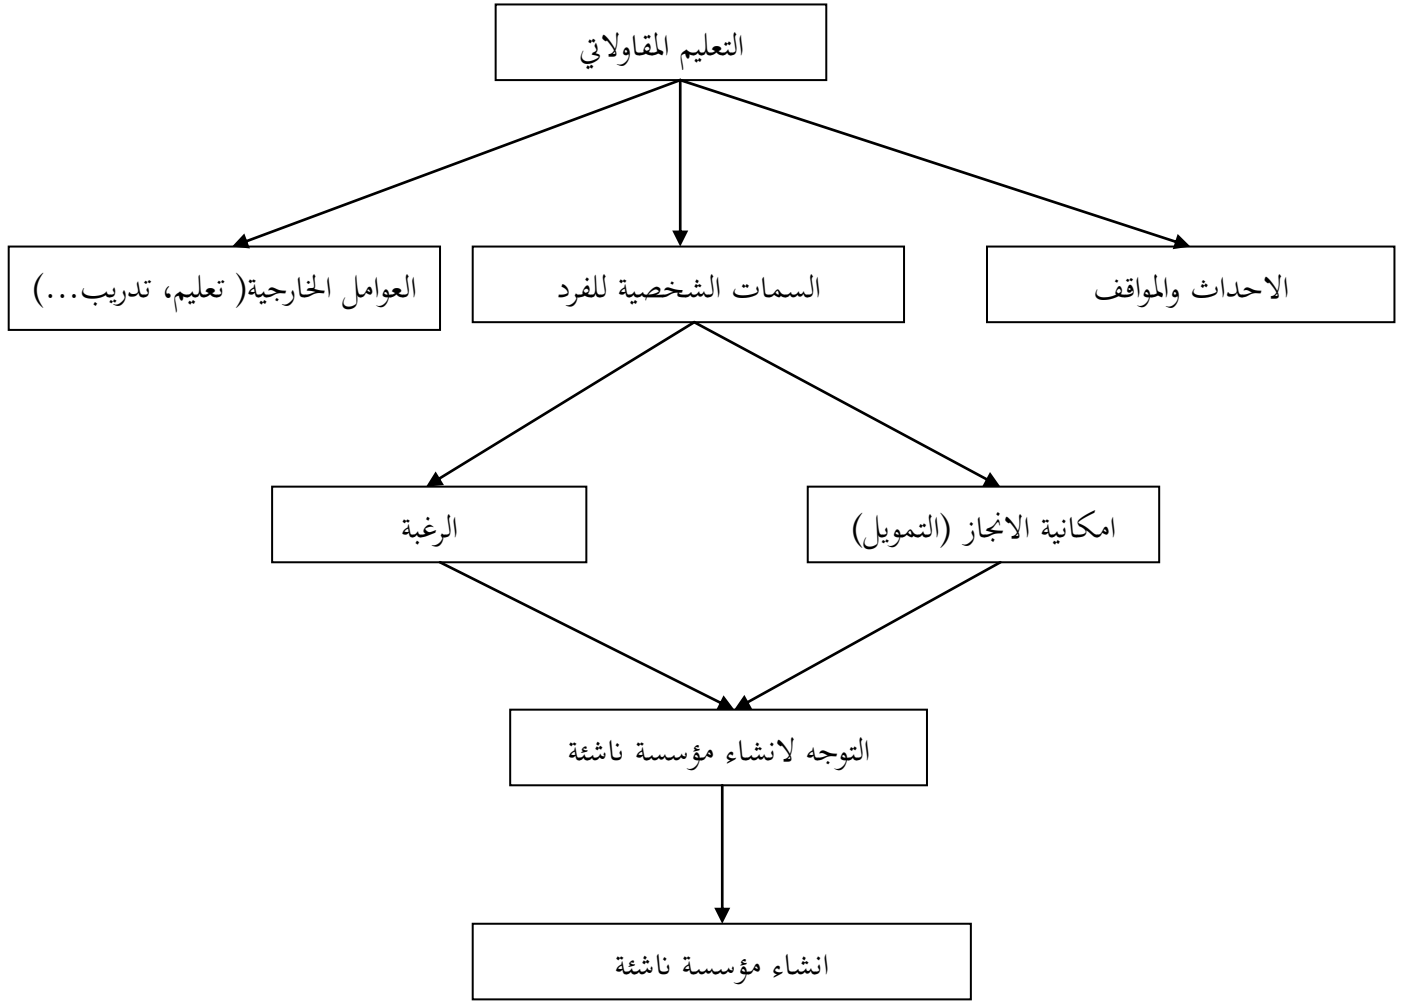 التعليم المقاولاتي
الاحداث والمواقف
السمات الشخصية للفرد
العوامل الخارجية( تعليم، تدريب...)
امكانية الانجاز (التمويل)
الرغبة
التوجه لانشاء مؤسسة ناشئة
انشاء مؤسسة ناشئة